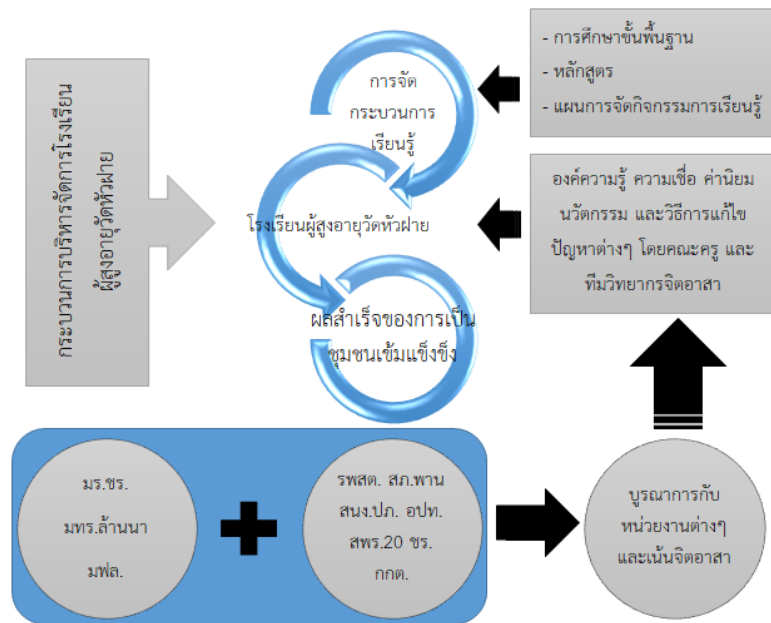 กระบวนการบริหารจัดการโรงเรียน
ผู้สูงอายุวัดหัวฝาย
การจัด
กระบวนการ
เรียนรู้
โรงเรียนผู้สูงอายุวัดหัวฝาย
ผลสำเร็จของการเป็น
ชุมชนเข้มแข็งข็ง
- การศึกษาขั้นพื้นฐาน
- หลักสูตร
- แผนการจัดกิจกรรมการเรียนรู้
องค์ความรู้ ความเชื่อ ค่านิยม
นวัตกรรม และวิธีการแก้ไข
ปัญหาต่างๆ โดยคณะครู และ
ทีมวิทยากรจิตอาสา
มร.ชร.
มทร.ล้านนา
มฟล.
รพสต. สภ.พาน
สนง.ปภ. อปท.
สพร.20 ชร.
กกต.
บูรณาการกับ
หน่วยงานต่างๆ
และเน้นจิตอาสา